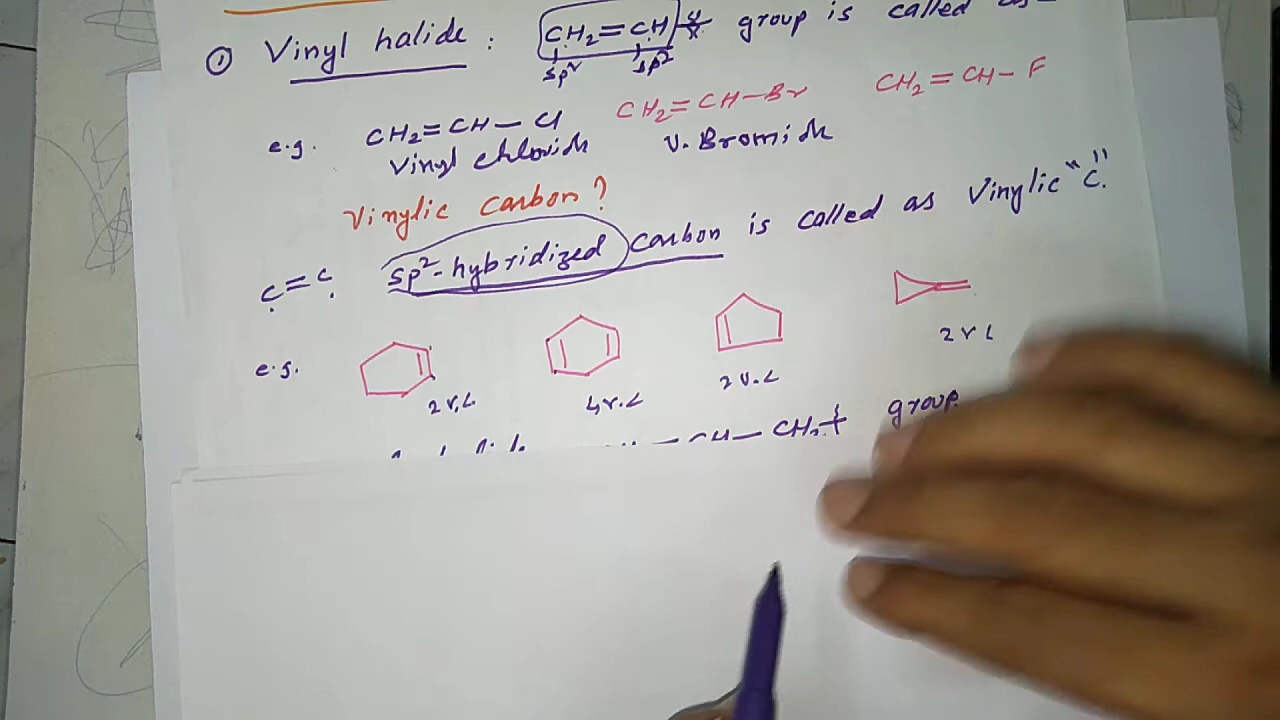 ① Vinyl halide : CH₂=CH group is called as
sp² sp²
e.g. CH₂=CH-Cl CH₂=CH-Br CH₂=CH-F
Vinyl chloride V. Bromide
Vinylic carbon ?
C=C sp²-hybridized carbon is called as Vinylic "C".
e.g.
2 V.C 4 V.C 2 V.C 2 V C
CH - CH₂ group